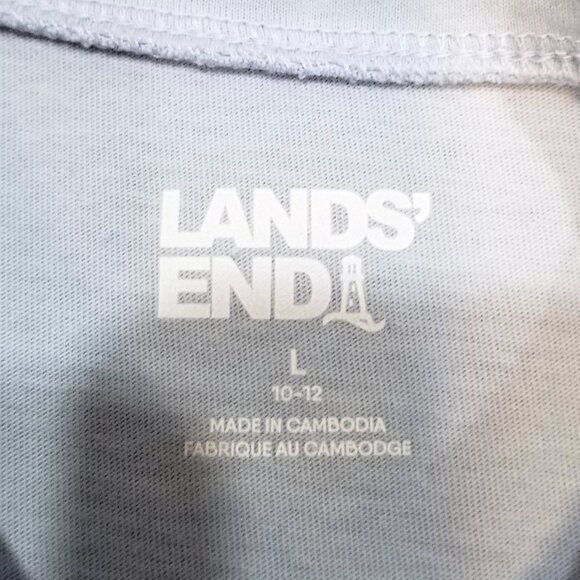 LANDS'
END
L
10-12
MADE IN CAMBODIA
FABRIQUE AU CAMBODGE